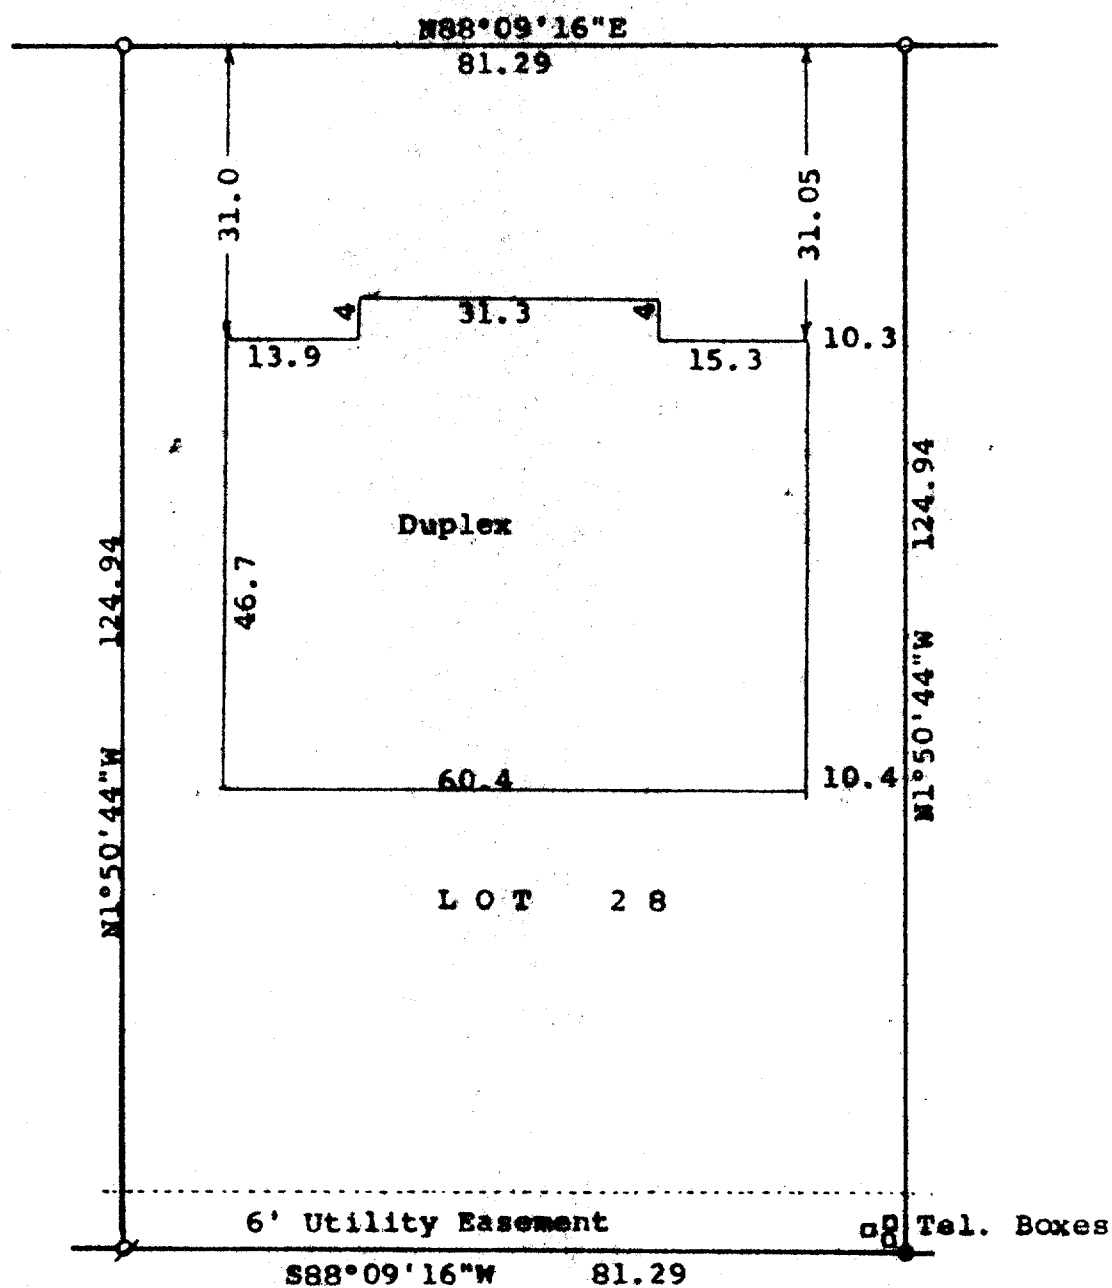 N88°09'16"E
81.29
31.0
31.05
4
31.3
4
13.9
15.3
10.3
124.94
Duplex
124.94
46.7
N1°50'44"W
N1°50'44"W
60.4
10.4
LOT 28
6' Utility Easement
Tel. Boxes
S88°09'16"W 81.29